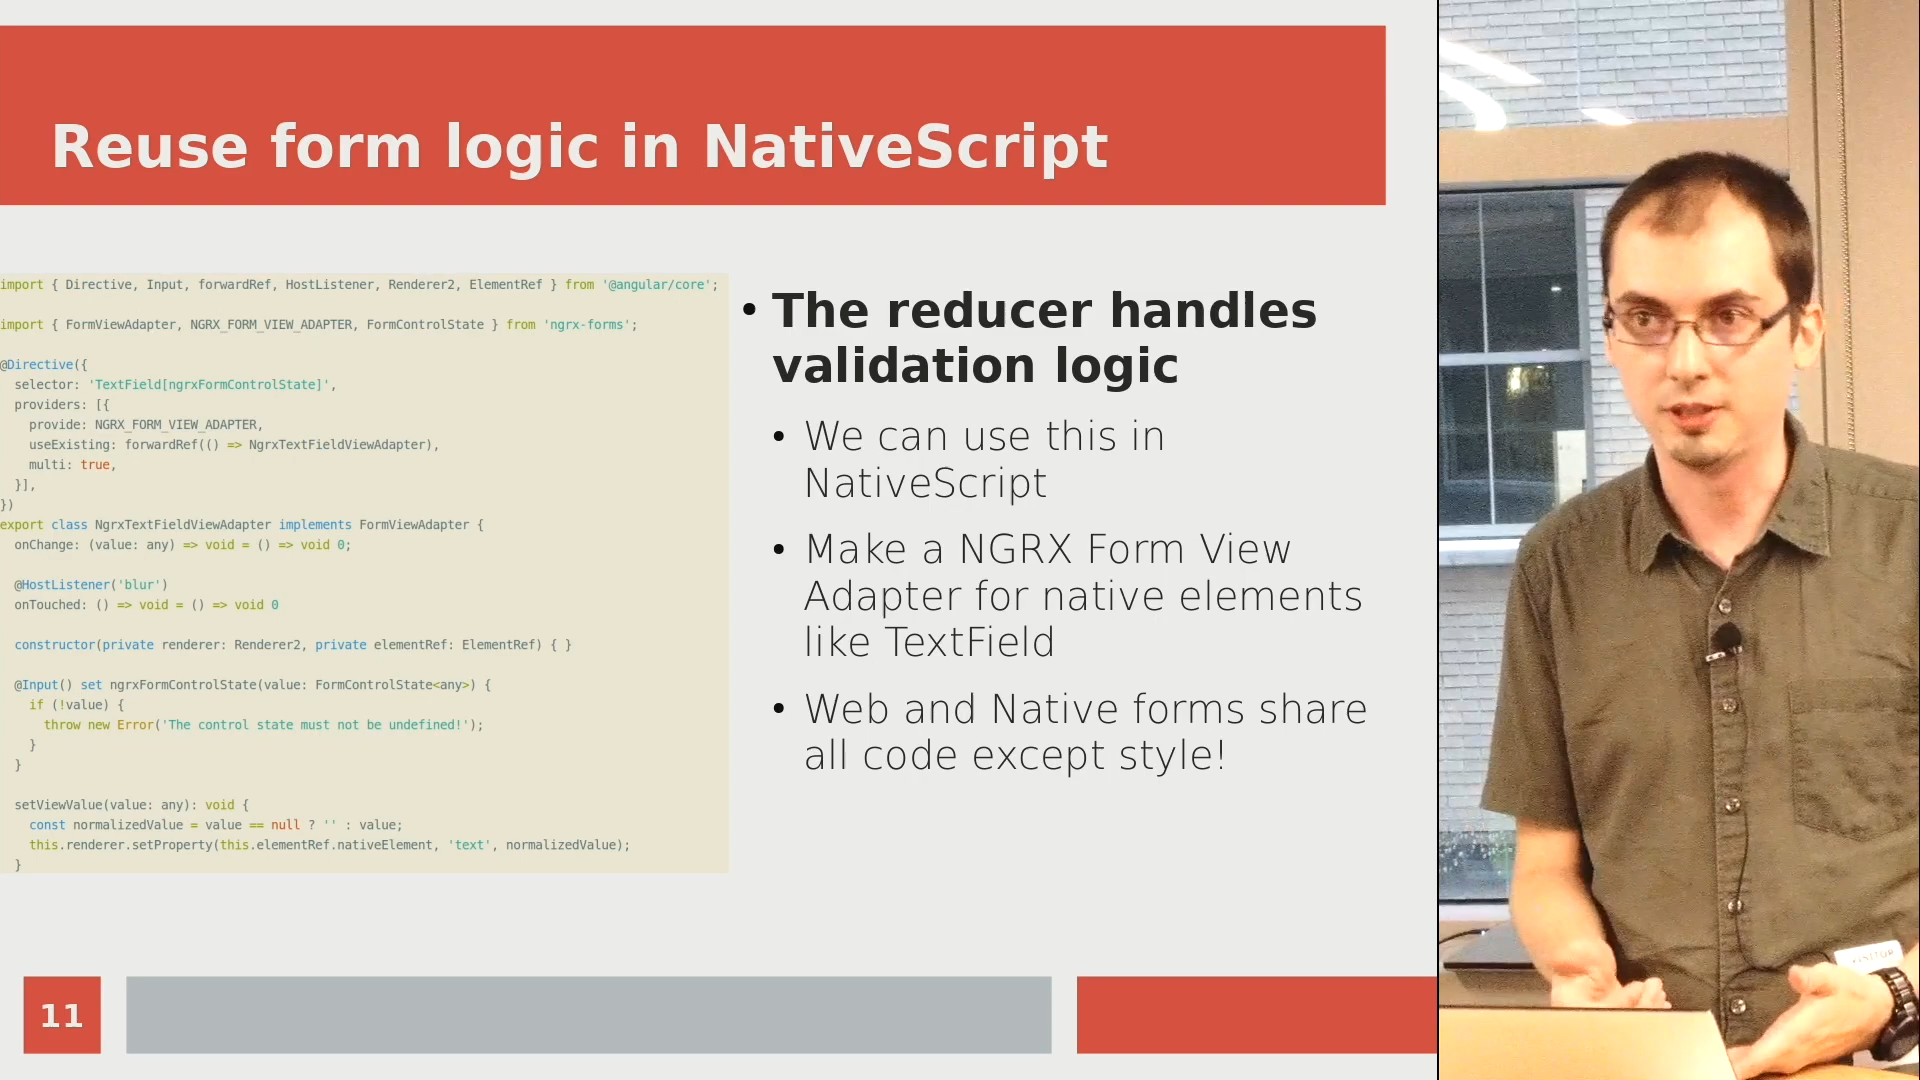 Reuse form logic in NativeScript
import { Directive, Input, forwardRef, HostListener, Renderer2, ElementRef } from '@angular/core';
import { FormViewAdapter, NGRX_FORM_VIEW_ADAPTER, FormControlState } from 'ngrx-forms';
@Directive({
selector: 'TextField[ngrxFormControlState]',
providers: [{
provide: NGRX_FORM_VIEW_ADAPTER,
useExisting: forwardRef(() => NgrxTextFieldViewAdapter),
multi: true,
}],
})
export class NgrxTextFieldViewAdapter implements FormViewAdapter {
onChange: (value: any) => void = () => void 0;
@HostListener('blur')
onTouched: () => void = () => void 0
constructor(private renderer: Renderer2, private elementRef: ElementRef) { }
@Input() set ngrxFormControlState(value: FormControlState<any>) {
if (!value) {
throw new Error('The control state must not be undefined!');
}
}
setViewValue(value: any): void {
const normalizedValue = value == null ? '' : value;
this.renderer.setProperty(this.elementRef.nativeElement, 'text', normalizedValue);
}
• The reducer handles
validation logic
• We can use this in
NativeScript
• Make a NGRX Form View
Adapter for native elements
like TextField
• Web and Native forms share
all code except style!
11
VISITOR